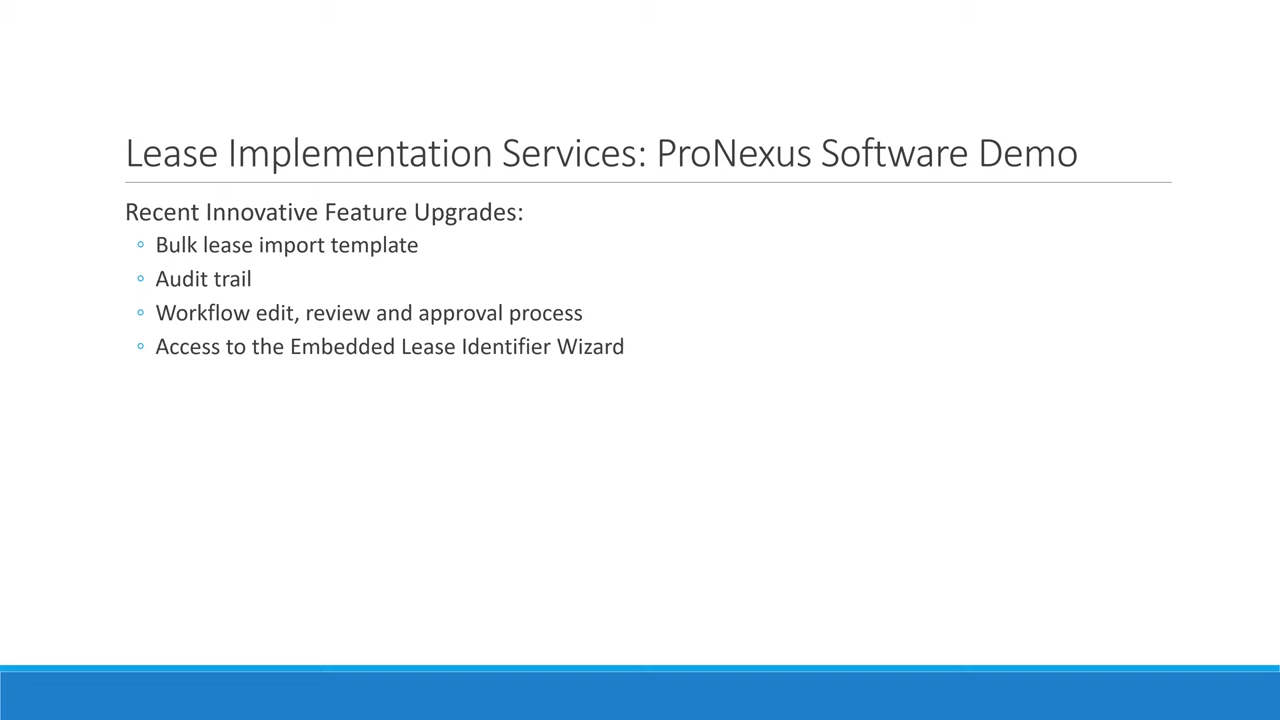 Lease Implementation Services: ProNexus Software Demo
Recent Innovative Feature Upgrades:
◦ Bulk lease import template
◦ Audit trail
◦ Workflow edit, review and approval process
◦ Access to the Embedded Lease Identifier Wizard